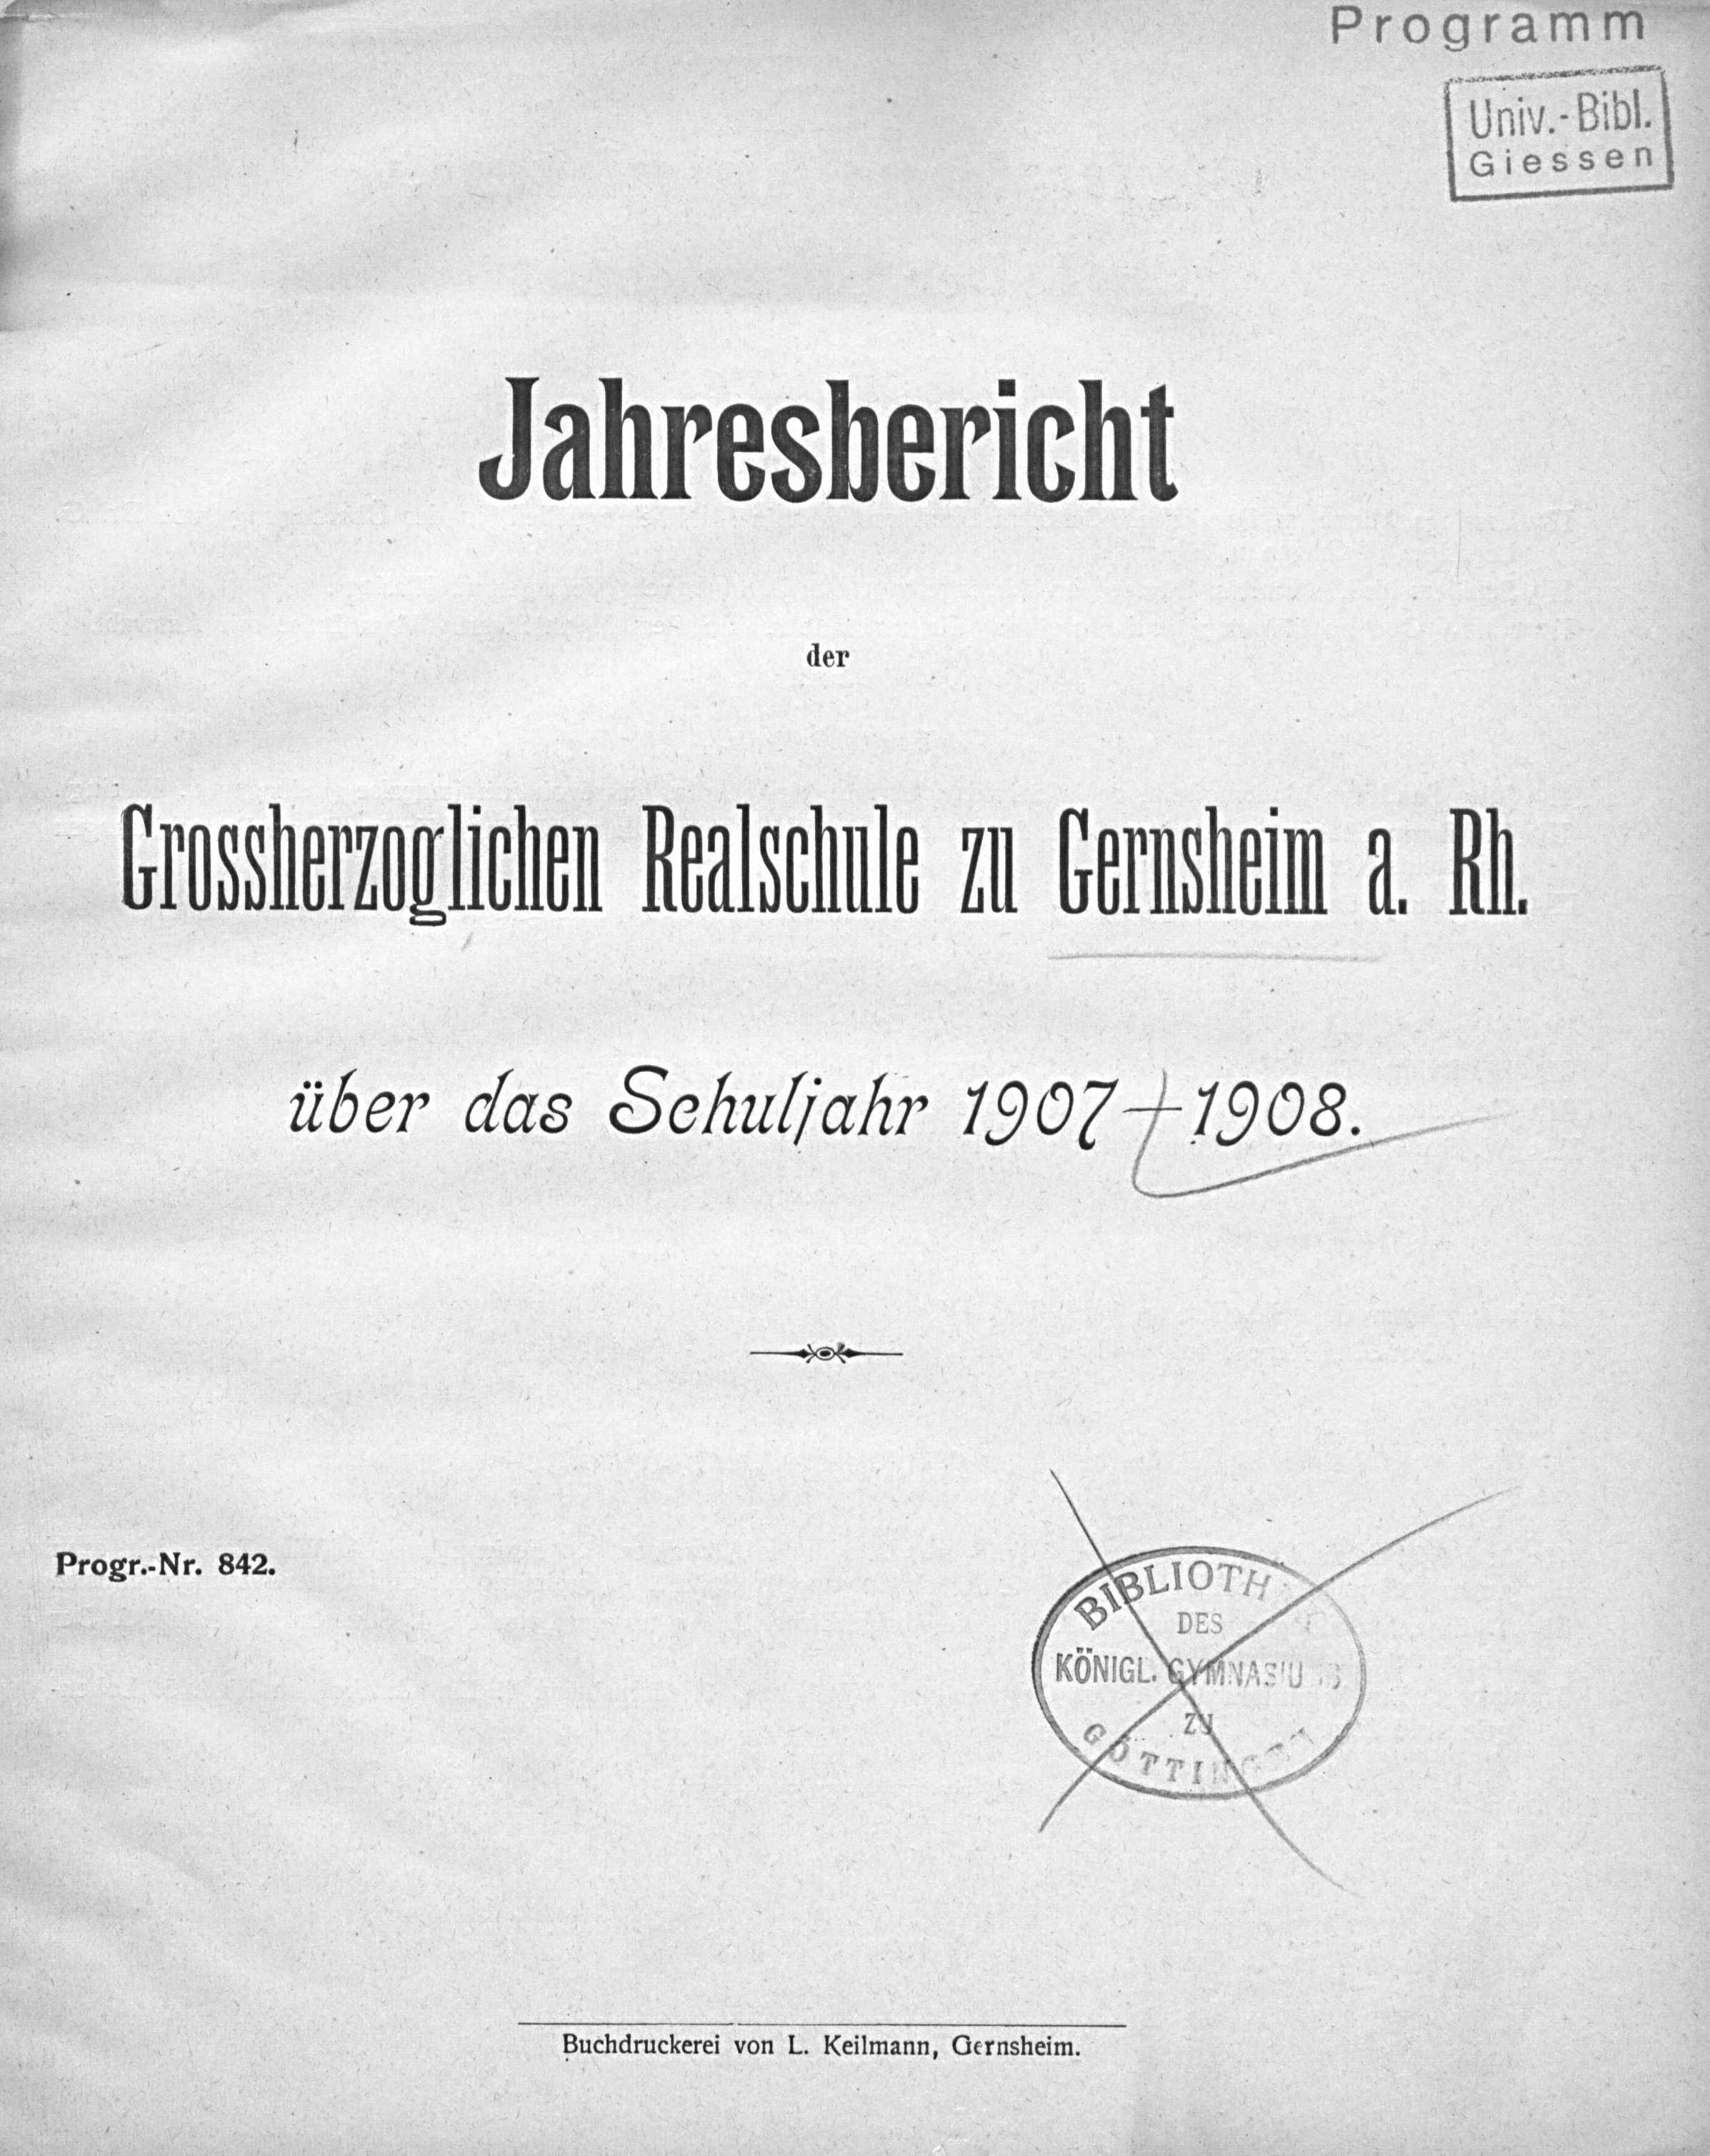 Programm
Univ.-Bibl.
Giessen
Jahresbericht
der
Grossherzoglichen Realschule zu Gernsheim a. Rh.
über das Schuljahr 1907–1908.
Progr.-Nr. 842.
BIBLIOTH
DES
KÖNIGL. GYMNASIU
ZU
GÖTTINGEN
Buchdruckerei von L. Keilmann, Gernsheim.